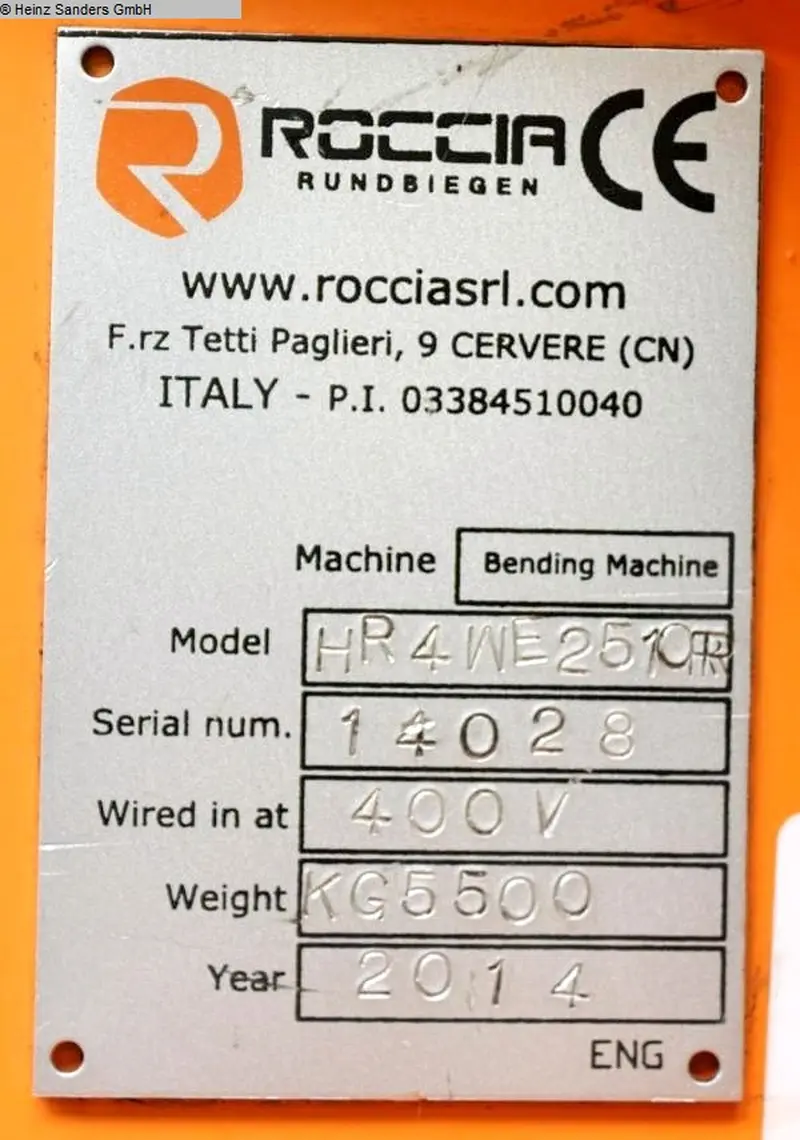 ® Heinz Sanders GmbH
ROCCIA CE
RUNDBIEGEN
www.rocciasrl.com
F.rz Tetti Paglieri, 9 CERVERE (CN)
ITALY - P.I. 03384510040
Machine Bending Machine
Model HR4WE2510TR
Serial num. 14028
Wired in at 400V
Weight KG5500
Year 2014
ENG